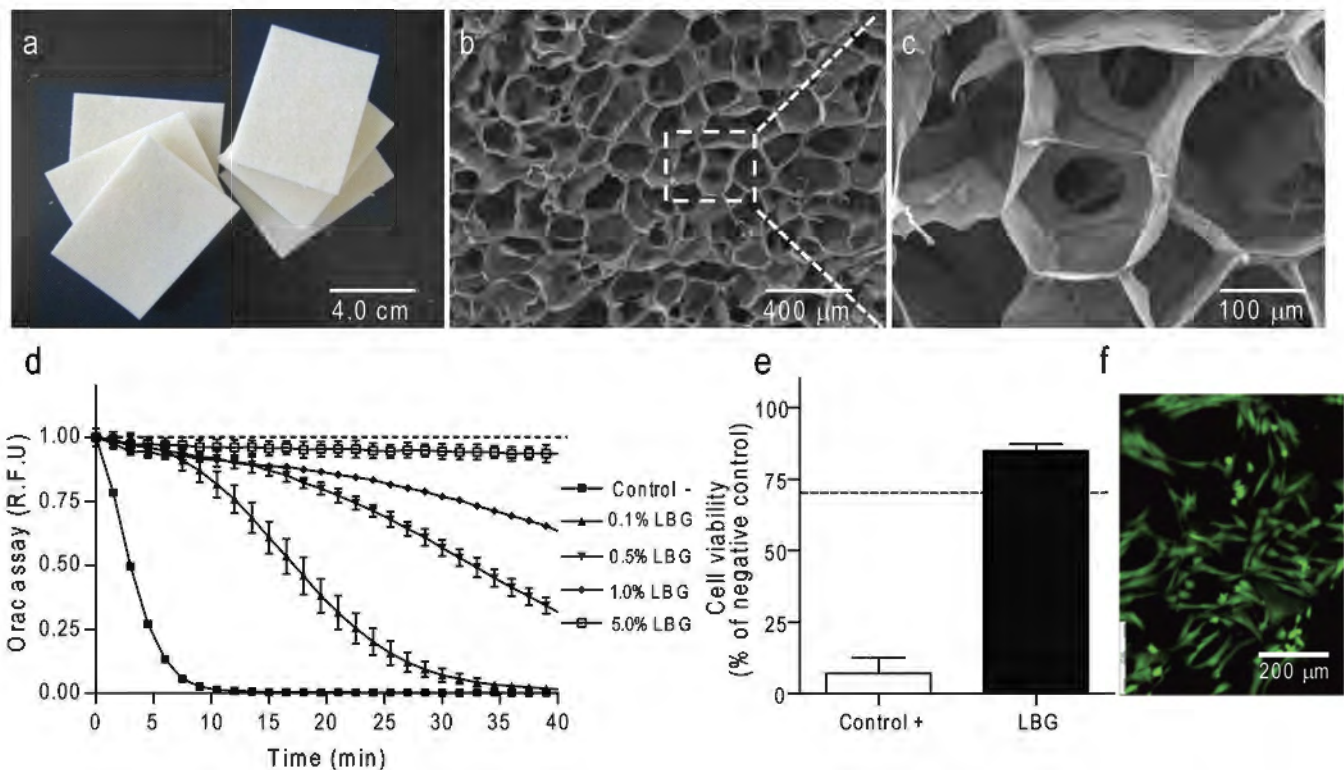 a
4.0 cm
b
400 μm
c
100 μm
d
Orac assay (R.F.U)
1.00
0.75
0.50
0.25
0.00
0 5 10 15 20 25 30 35 40
Time (min)
Control -
0.1% LBG
0.5% LBG
1.0% LBG
5.0% LBG
e
Cell viability
(% of negative control)
100
75
50
25
0
Control +
LBG
f
200 μm